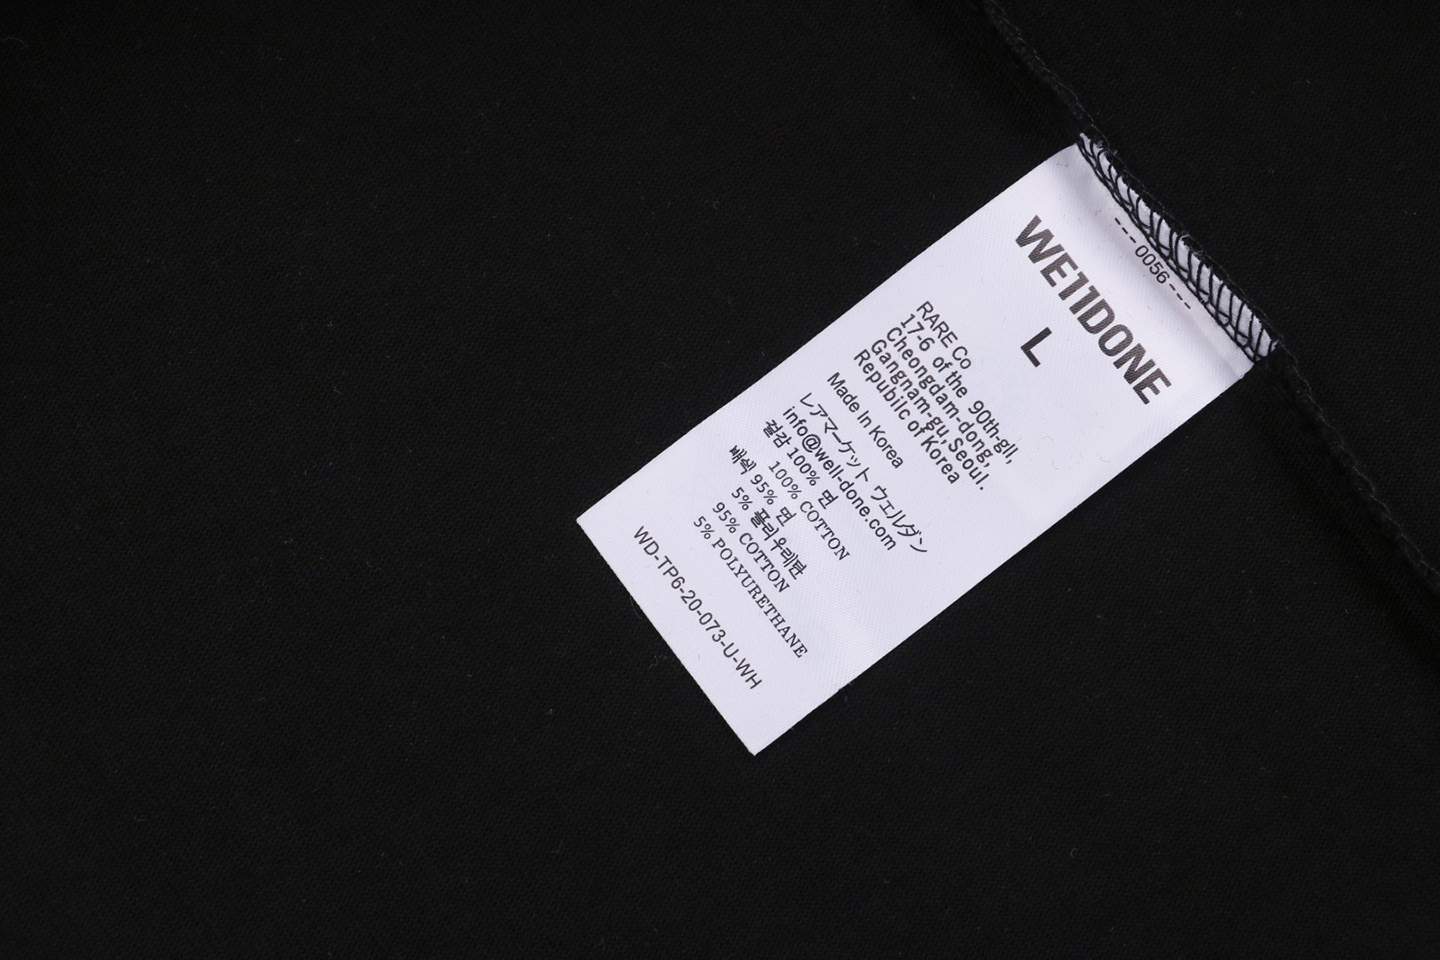 ---0056---
WE11DONE
L
RARE Co
17-6 of the 90th-gil,
Cheongdam-dong,
Gangnam-gu,Seoul.
Republic of Korea
Made In Korea
レアマーケット ウェルダン
info@well-done.com
겉감 100% 면
100% COTTON
배색 95% 면
5% 폴리우레탄
95% COTTON
5% POLYURETHANE
WD-TP6-20-073-U-WH